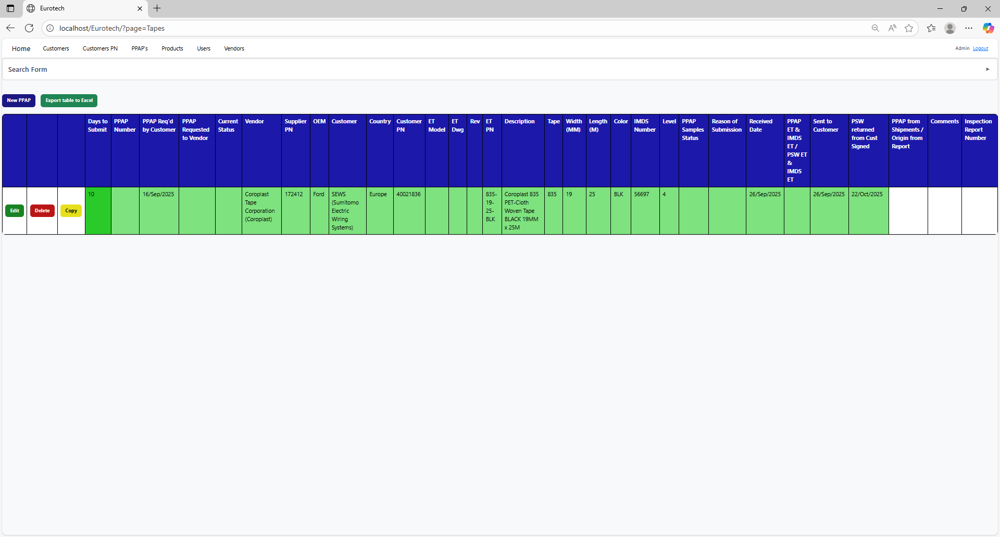 Eurotech
localhost/Eurotech/?page=Tapes
Home Customers Customers PN PPAP's Products Users Vendors Admin Logout
Search Form
New PPAP Export table to Excel
Days to Submit
PPAP Number
PPAP Req'd by Customer
PPAP Requested to Vendor
Current Status
Vendor
Supplier PN
OEM
Customer
Country
Customer PN
ET Model
ET Dwg
Rev
ET PN
Description
Tape
Width (MM)
Length (M)
Color
IMDS Number
Level
PPAP Samples Status
Reason of Submission
Received Date
PPAP ET & IMDS ET / PSW ET & IMDS ET
Sent to Customer
PSW returned from Cust Signed
PPAP from Shipments / Origin from Report
Comments
Inspection Report Number
Edit
Delete
Copy
10
16/Sep/2025
Coroplast Tape Corporation (Coroplast)
172412
Ford
SEWS (Sumitomo Electric Wiring Systems)
Europe
40021836
835-19-25-BLK
Coroplast 835 PET-Cloth Woven Tape BLACK 19MM x 25M
835
19
25
BLK
56697
4
26/Sep/2025
26/Sep/2025
22/Oct/2025